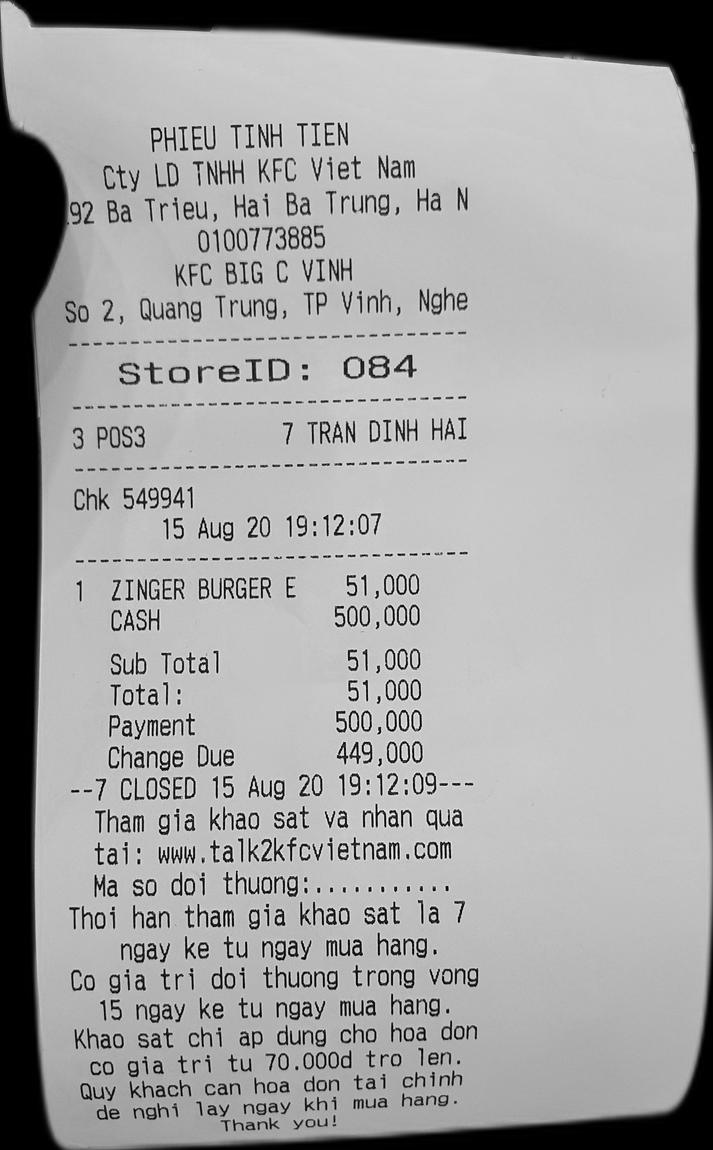 PHIEU TINH TIEN
Cty LD TNHH KFC Viet Nam
.92 Ba Trieu, Hai Ba Trung, Ha N
0100773885
KFC BIG C VINH
So 2, Quang Trung, TP Vinh, Nghe
--------------------------------
StoreID: 084
--------------------------------
3 POS3 7 TRAN DINH HAI
--------------------------------
Chk 549941
15 Aug 20 19:12:07
--------------------------------
1 ZINGER BURGER E 51,000
CASH 500,000
Sub Total 51,000
Total: 51,000
Payment 500,000
Change Due 449,000
--7 CLOSED 15 Aug 20 19:12:09---
Tham gia khao sat va nhan qua
tai: www.talk2kfcvietnam.com
Ma so doi thuong:...........
Thoi han tham gia khao sat la 7
ngay ke tu ngay mua hang.
Co gia tri doi thuong trong vong
15 ngay ke tu ngay mua hang.
Khao sat chi ap dung cho hoa don
co gia tri tu 70.000d tro len.
Quy khach can hoa don tai chinh
de nghi lay ngay khi mua hang.
Thank you!